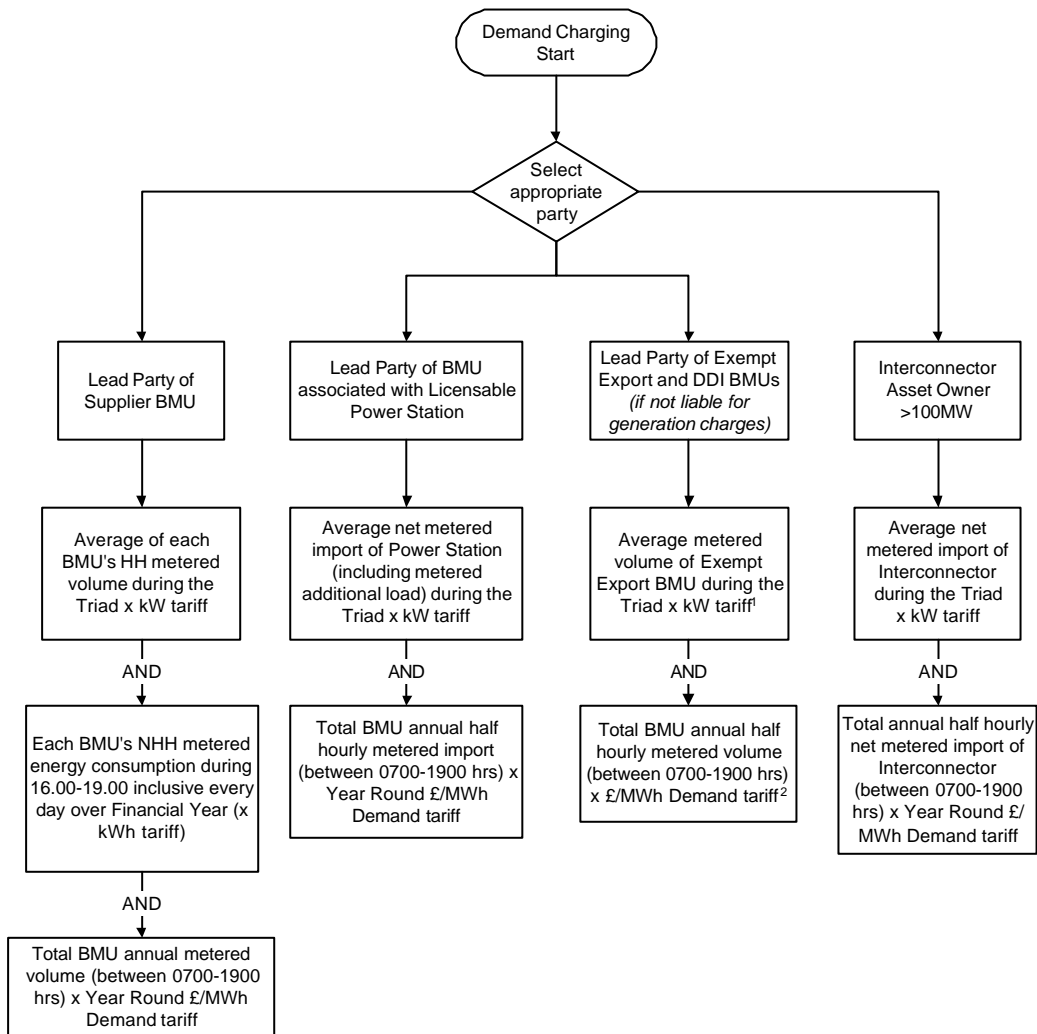 Demand Charging
Start
Select
appropriate
party
Lead Party of
Supplier BMU
Lead Party of BMU
associated with Licensable
Power Station
Lead Party of Exempt
Export and DDI BMUs
(if not liable for
generation charges)
Interconnector
Asset Owner
>100MW
Average of each
BMU's HH metered
volume during the
Triad x kW tariff
Average net metered
import of Power Station
(including metered
additional load) during the
Triad x kW tariff
Average metered
volume of Exempt
Export BMU during the
Triad x kW tariff¹
Average net
metered import of
Interconnector
during the Triad
x kW tariff
AND
AND
AND
AND
Each BMU's NHH metered
energy consumption during
16.00-19.00 inclusive every
day over Financial Year (x
kWh tariff)
Total BMU annual half
hourly metered import
(between 0700-1900 hrs) x
Year Round £/MWh
Demand tariff
Total BMU annual half
hourly metered volume
(between 0700-1900 hrs)
x £/MWh Demand tariff²
Total annual half hourly
net metered import of
Interconnector
(between 0700-1900
hrs) x Year Round £/
MWh Demand tariff
AND
Total BMU annual metered
volume (between 0700-1900
hrs) x Year Round £/MWh
Demand tariff